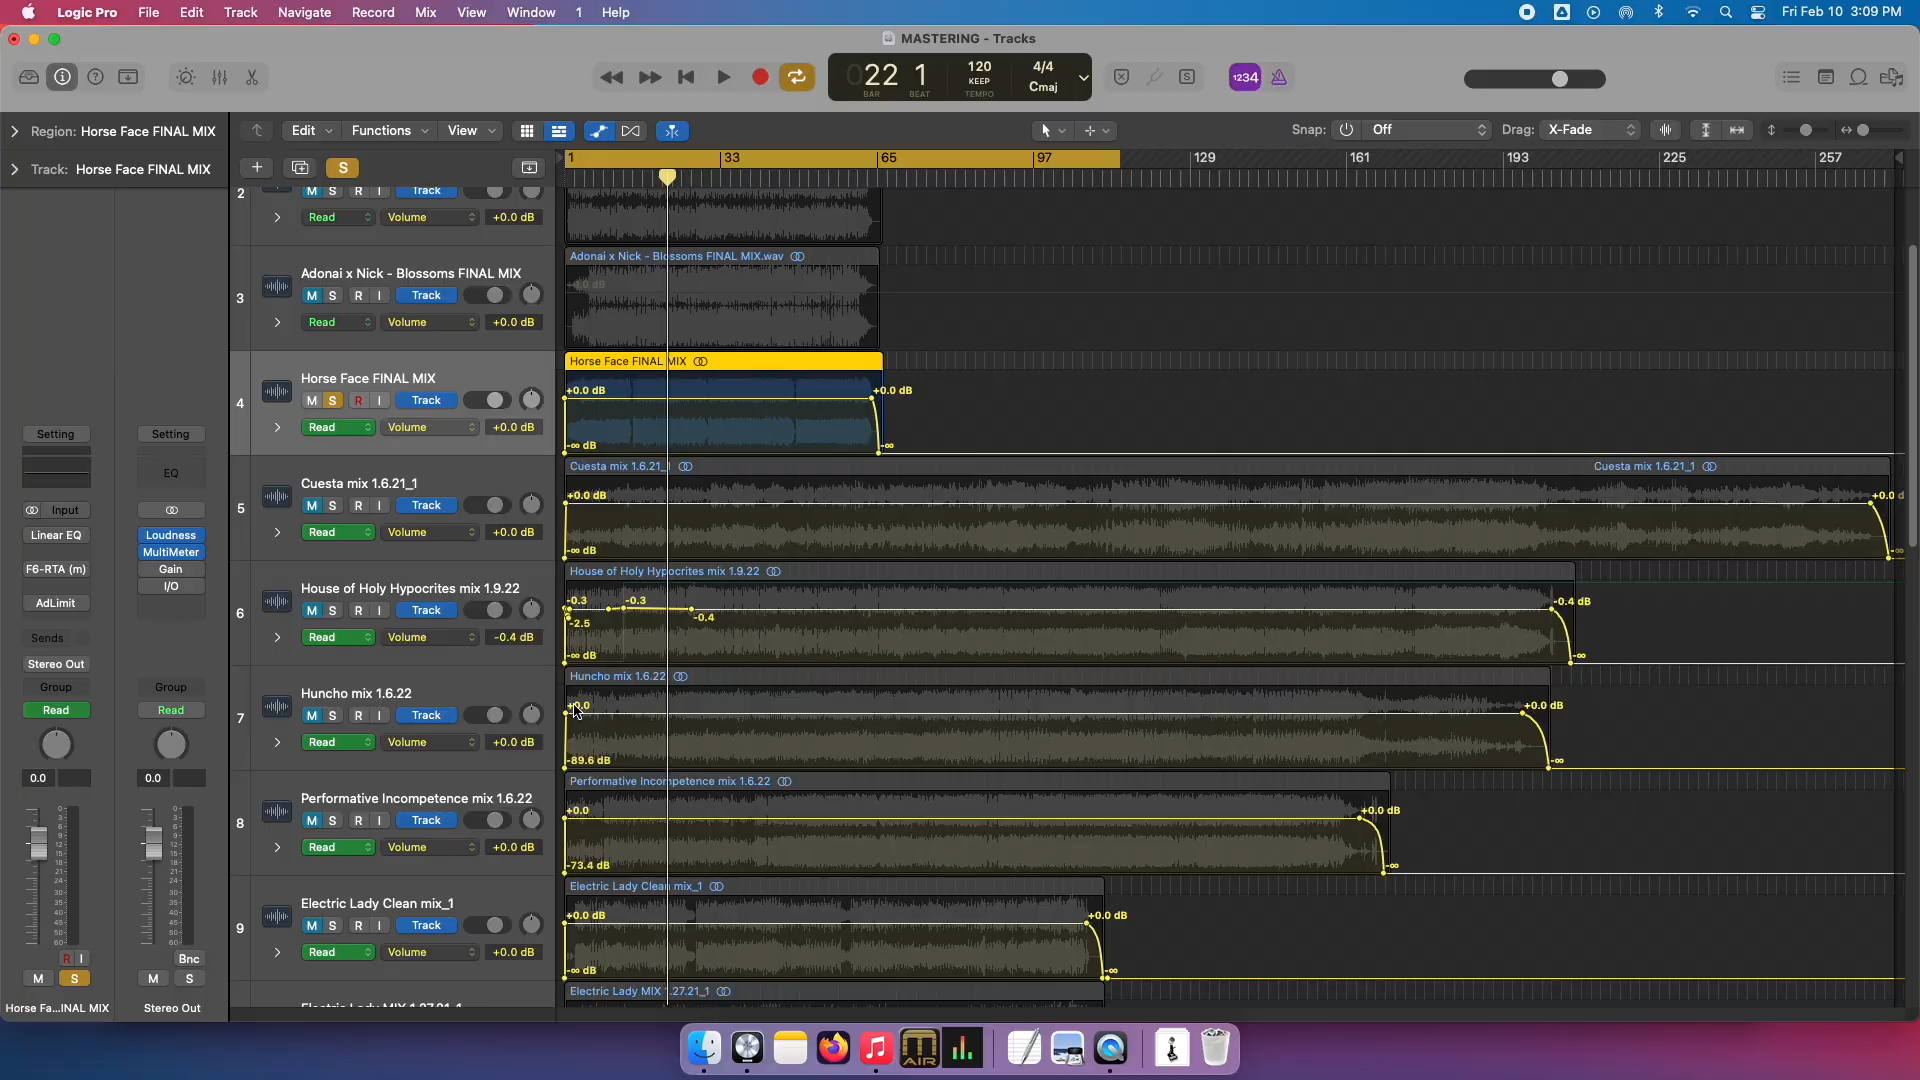 Logic Pro File Edit Track Navigate Record Mix View Window 1 Help Fri Feb 10 3:09 PM
MASTERING - Tracks
22 1 120 KEEP 4/4 Cmaj
BAR BEAT TEMPO
S 1234
Region: Horse Face FINAL MIX
Edit Functions View Snap: Off Drag: X-Fade
Track: Horse Face FINAL MIX
S
1 33 65 97 129 161 193 225 257
2 M S R I Track
Read Volume +0.0 dB
Adonai x Nick - Blossoms FINAL MIX.wav
3 Adonai x Nick - Blossoms FINAL MIX
M S R I Track
+0.0 dB
Read Volume +0.0 dB
Horse Face FINAL MIX
4 Horse Face FINAL MIX
M S R I Track
+0.0 dB +0.0 dB
Read Volume +0.0 dB
-∞ dB -∞
Cuesta mix 1.6.21_1 Cuesta mix 1.6.21_1
5 Cuesta mix 1.6.21_1
M S R I Track
+0.0 dB +0.0 d
Read Volume +0.0 dB
-∞ dB -∞
House of Holy Hypocrites mix 1.9.22
6 House of Holy Hypocrites mix 1.9.22
M S R I Track
-0.3 -0.3 -0.4 dB
-2.5 -0.4
Read Volume -0.4 dB
-∞ dB -∞
Huncho mix 1.6.22
7 Huncho mix 1.6.22
M S R I Track
+0.0 +0.0 dB
Read Volume +0.0 dB
-89.6 dB -∞
Performative Incompetence mix 1.6.22
8 Performative Incompetence mix 1.6.22
M S R I Track
+0.0 +0.0 dB
Read Volume +0.0 dB
-73.4 dB -∞
Electric Lady Clean mix_1
9 Electric Lady Clean mix_1
M S R I Track
+0.0 dB +0.0 dB
Read Volume +0.0 dB
-∞ dB -∞
Electric Lady MIX 1.27.21_1
Electric Lady MIX 1.27.21_1
Setting Setting
EQ
Input
Linear EQ Loudness
MultiMeter
F6-RTA (m) Gain
I/O
AdLimit
Sends
Stereo Out
Group Group
Read Read
0.0 0.0
R I Bnc
M S M S
Horse Fa...INAL MIX Stereo Out
AIR